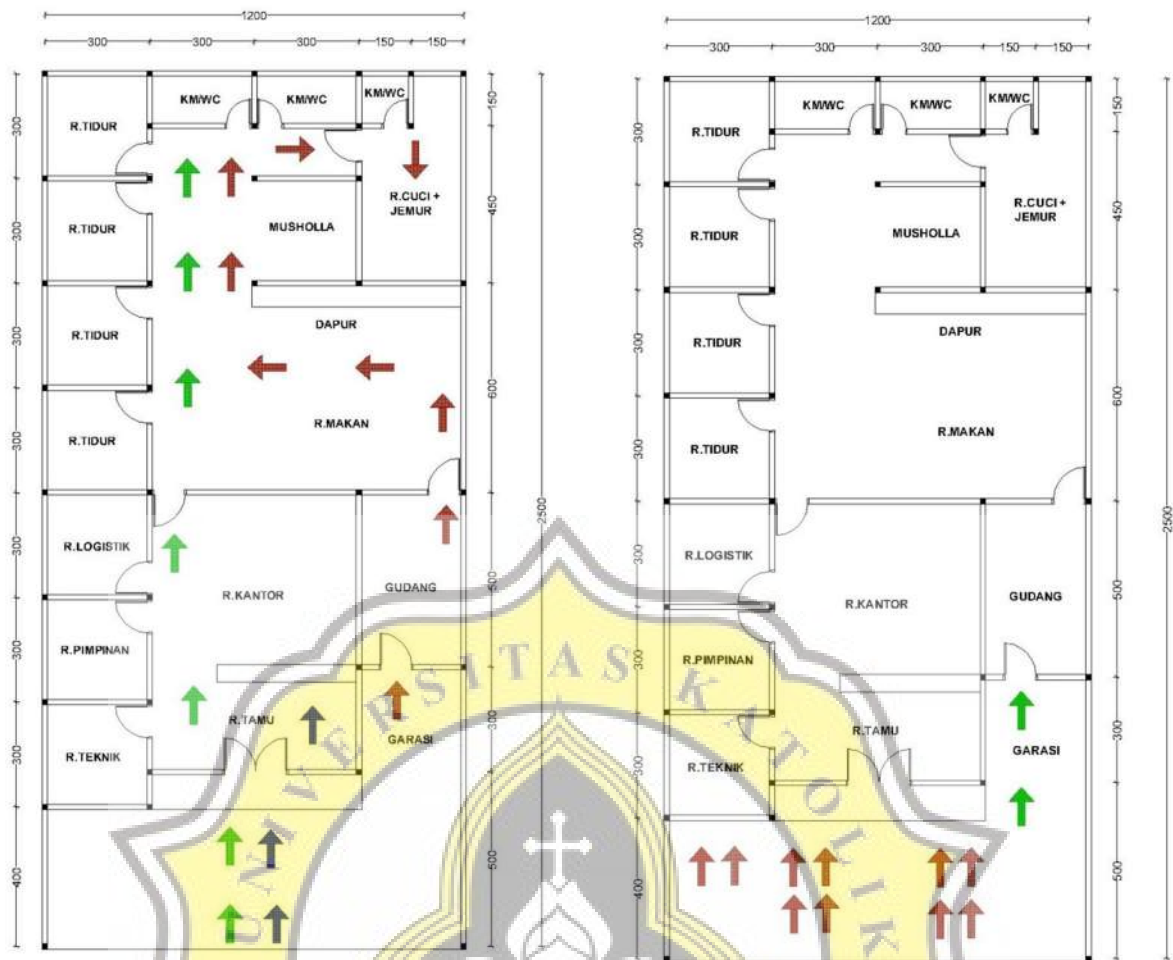 1200
300 300 300 150 150
KM/WC KM/WC KM/WC
R.TIDUR
R.CUCI +
JEMUR
R.TIDUR
MUSHOLLA
DAPUR
R.TIDUR
R.MAKAN
R.TIDUR
R.LOGISTIK
R.KANTOR
GUDANG
R.PIMPINAN
R.TAMU
GARASI
R.TEKNIK
300
300
300
300
300
300
300
400
150
450
600
500
300
500
2500
1200
300 300 300 150 150
KM/WC KM/WC KM/WC
R.TIDUR
R.CUCI +
JEMUR
R.TIDUR
MUSHOLLA
DAPUR
R.TIDUR
R.MAKAN
R.TIDUR
R.LOGISTIK
R.KANTOR
GUDANG
R.PIMPINAN
R.TAMU
GARASI
R.TEKNIK
300
300
300
300
300
300
300
400
150
450
600
500
300
500
2500
UNIVERSITAS KATOLIK